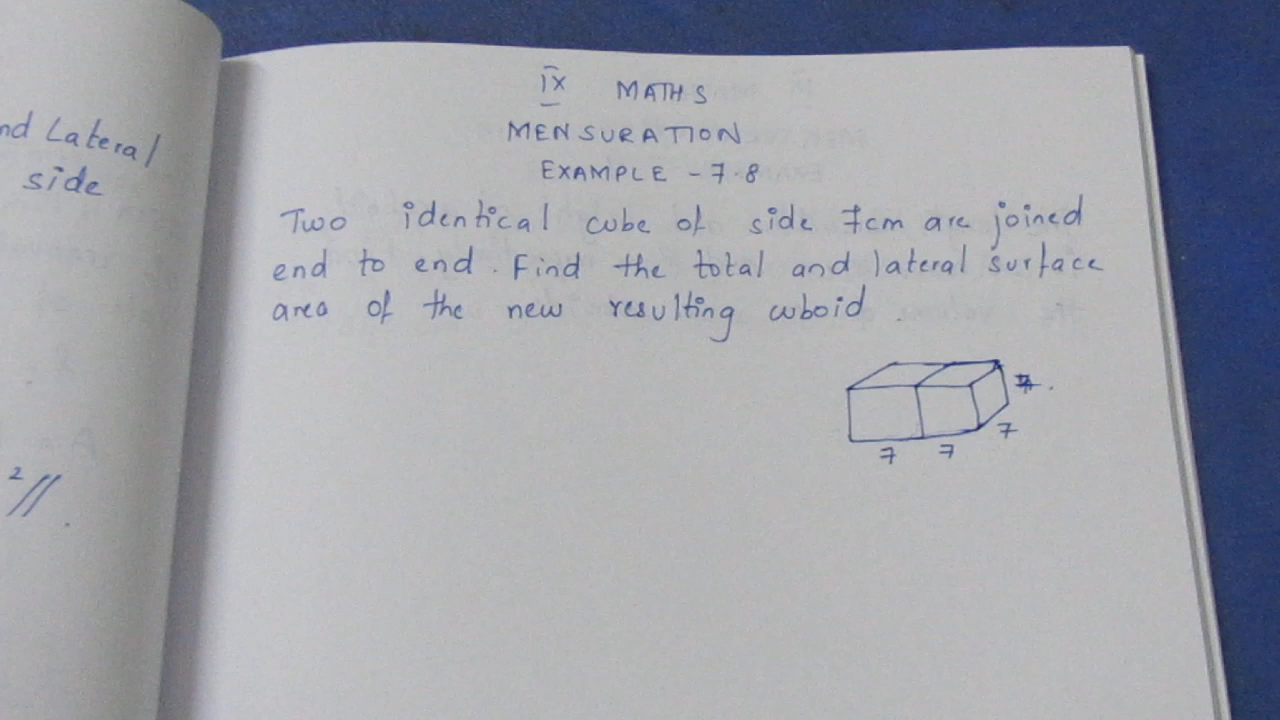 nd Lateral
side
2//
IX MATHS
MENSURATION
EXAMPLE - 7.8
Two identical cube of side 7cm are joined
end to end. Find the total and lateral surface
area of the new resulting cuboid.
7.
7
7 7